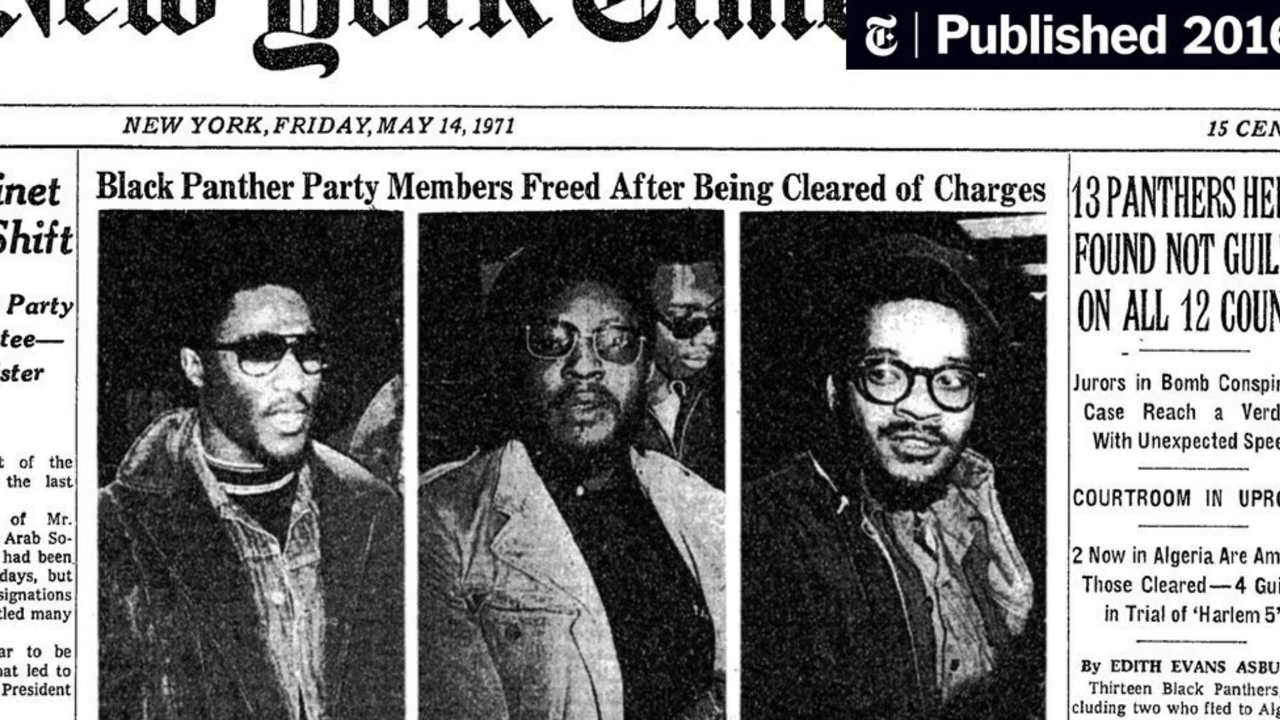 New York Times
Published 2016
NEW YORK, FRIDAY, MAY 14, 1971
15 CEN
inet
Shift
Party
tee—
ster
t of the
the last
of Mr.
Arab So-
had been
days, but
signations
tled many
ar to be
hat led to
President
Black Panther Party Members Freed After Being Cleared of Charges
13 PANTHERS HE
FOUND NOT GUIL
ON ALL 12 COUN
Jurors in Bomb Conspi
Case Reach a Verd
With Unexpected Spee
COURTROOM IN UPRO
2 Now in Algeria Are Am
Those Cleared—4 Gui
in Trial of ‘Harlem 5’
By EDITH EVANS ASBU
Thirteen Black Panthers,
cluding two who fled to Alg